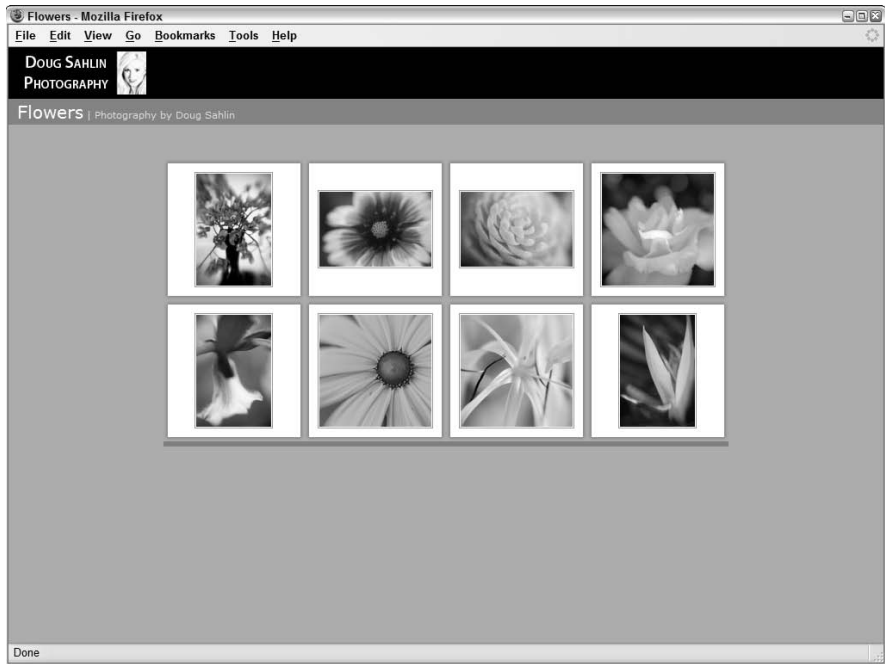 Flowers - Mozilla Firefox
File Edit View Go Bookmarks Tools Help
DOUG SAHLIN
PHOTOGRAPHY
Flowers | Photography by Doug Sahlin
Done